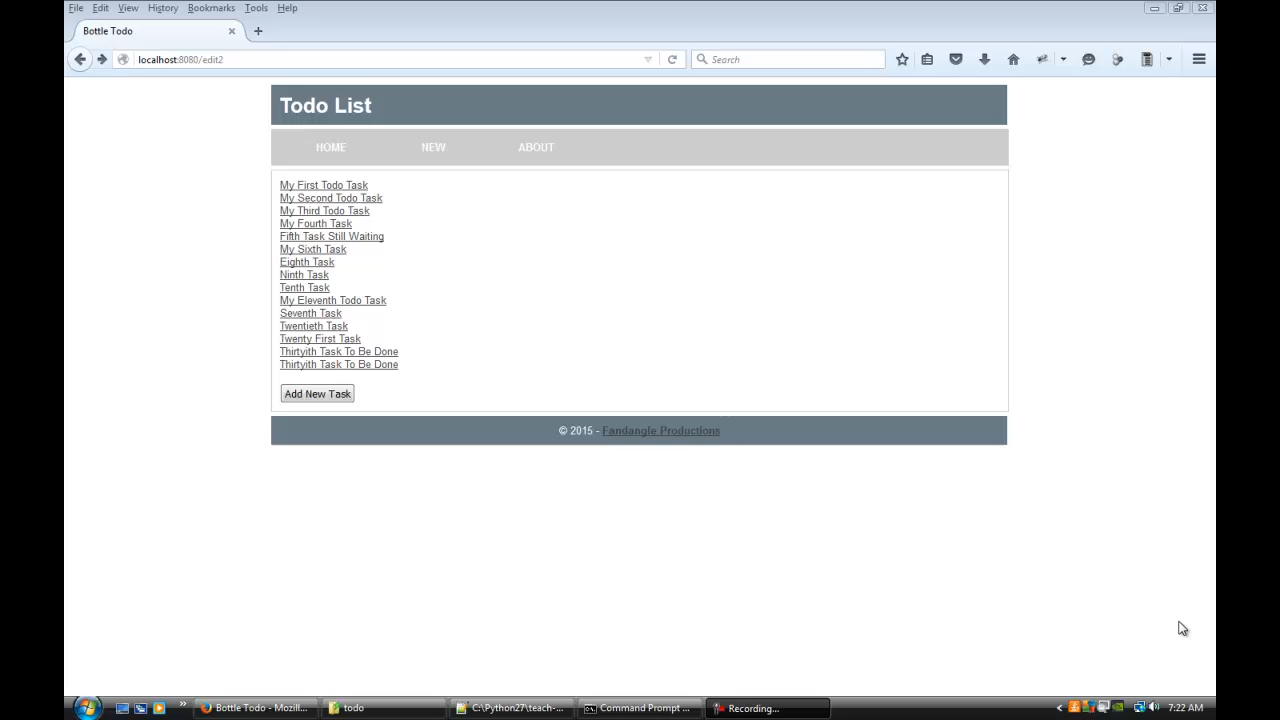 File Edit View History Bookmarks Tools Help
Bottle Todo
localhost:8080/edit2
Search
Todo List
HOME NEW ABOUT
My First Todo Task
My Second Todo Task
My Third Todo Task
My Fourth Task
Fifth Task Still Waiting
My Sixth Task
Eighth Task
Ninth Task
Tenth Task
My Eleventh Todo Task
Seventh Task
Twentieth Task
Twenty First Task
Thirtyith Task To Be Done
Thirtyith Task To Be Done
Add New Task
© 2015 - Fandangle Productions
Bottle Todo - Mozill... todo C:\Python27\teach-... Command Prompt ... Recording... 7:22 AM